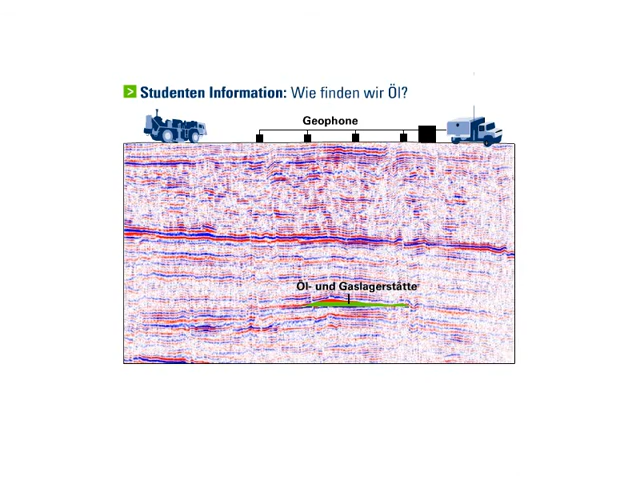 > Studenten Information: Wie finden wir Öl?
Geophone
Öl- und Gaslagerstätte